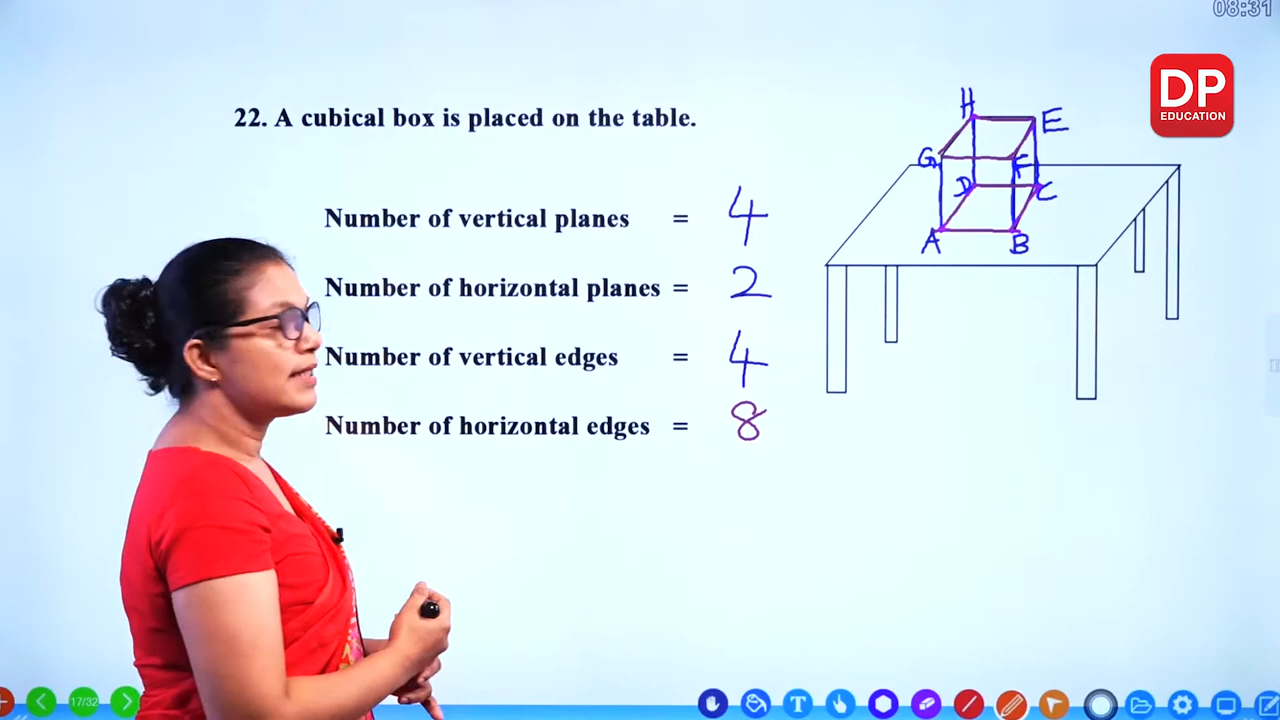 08:31
DP
EDUCATION
22. A cubical box is placed on the table.
Number of vertical planes = 4
Number of horizontal planes = 2
Number of vertical edges = 4
Number of horizontal edges = 8
H
E
G
F
D
C
A
B
17/32
T